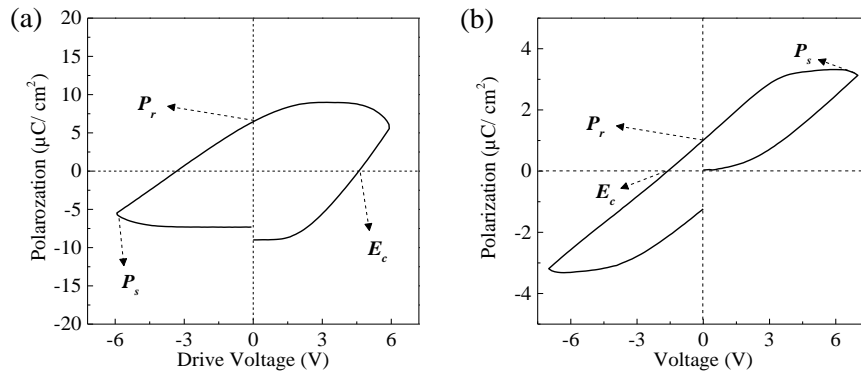 (a)
20
15
10
5
0
-5
-10
-15
-20
Polarozation (μC/ cm²)
-6 -3 0 3 6
Drive Voltage (V)
P_r
P_s
E_c
(b)
4
2
0
-2
-4
Polarization (μC/ cm²)
-6 -3 0 3 6
Voltage (V)
P_s
P_r
E_c